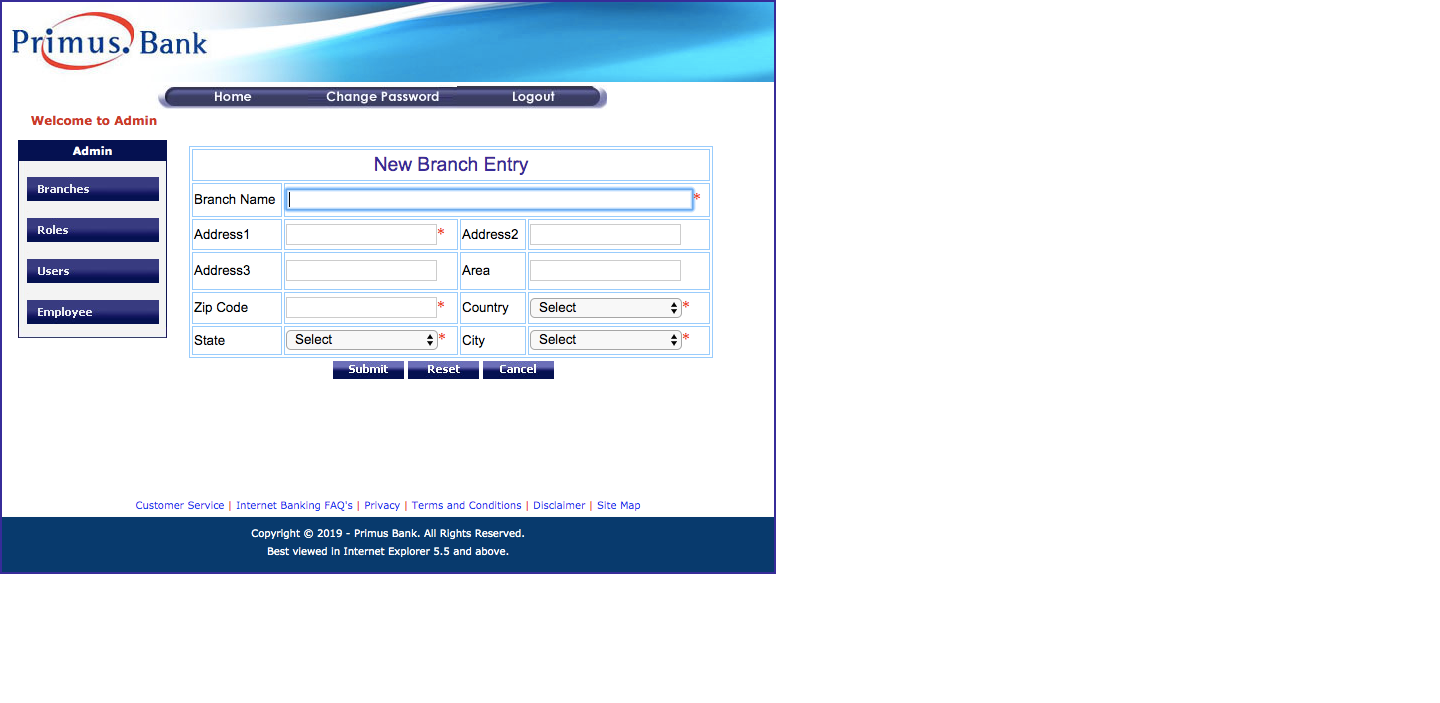 Primus. Bank
Home Change Password Logout
Welcome to Admin
Admin
Branches
Roles
Users
Employee
New Branch Entry
Branch Name *
Address1 * Address2
Address3 Area
Zip Code * Country Select *
State Select * City Select *
Submit Reset Cancel
Customer Service | Internet Banking FAQ's | Privacy | Terms and Conditions | Disclaimer | Site Map
Copyright © 2019 - Primus Bank. All Rights Reserved.
Best viewed in Internet Explorer 5.5 and above.